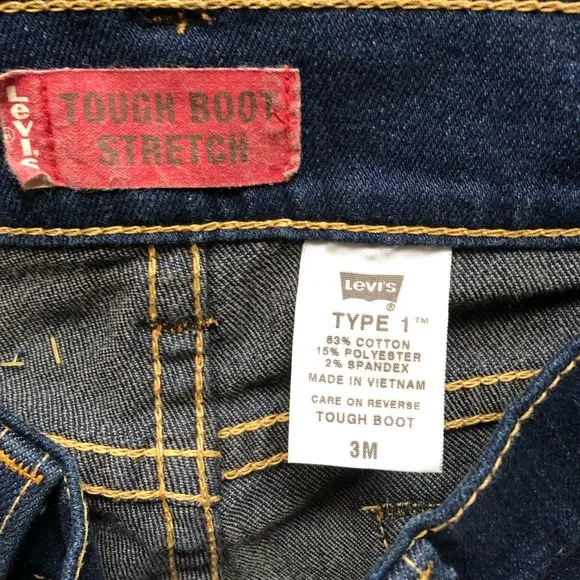 Levi's
®
TOUGH BOOT
STRETCH
Levi's
®
TYPE 1™
83% COTTON
15% POLYESTER
2% SPANDEX
MADE IN VIETNAM
CARE ON REVERSE
TOUGH BOOT
3M